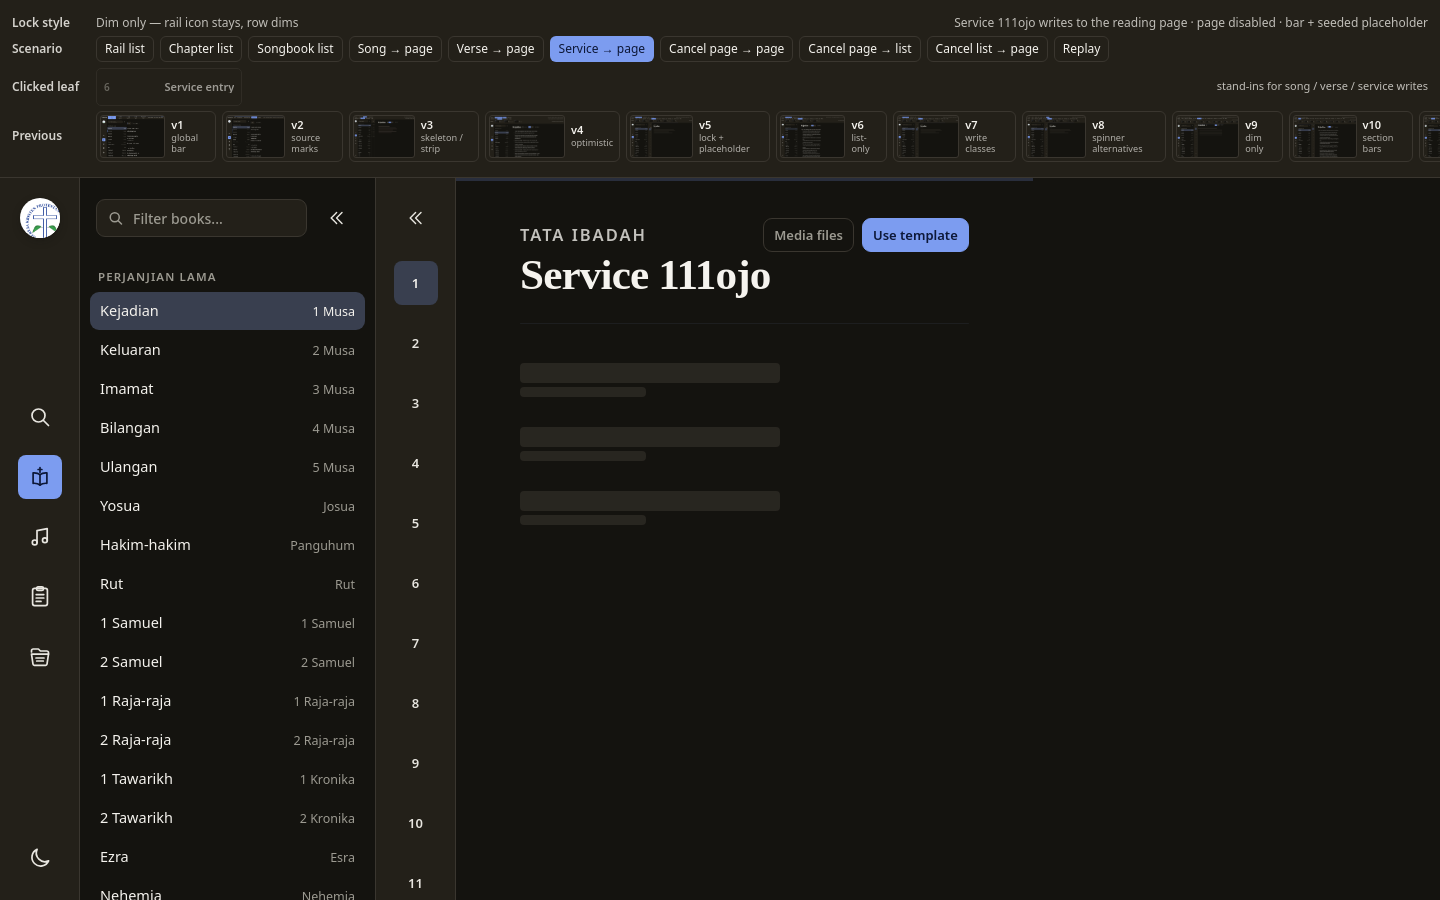 Lock style Dim only — rail icon stays, row dims Service 111ojo writes to the reading page · page disabled · bar + seeded placeholder
Scenario Rail list Chapter list Songbook list Song → page Verse → page Service → page Cancel page → page Cancel page → list Cancel list → page Replay
Clicked leaf 6 Service entry stand-ins for song / verse / service writes
Previous
v1 global bar
v2 source marks
v3 skeleton / strip
v4 optimistic
v5 lock + placeholder
v6 list-only
v7 write classes
v8 spinner alternatives
v9 dim only
v10 section bars
Filter books...
PERJANJIAN LAMA
Kejadian 1 Musa
Keluaran 2 Musa
Imamat 3 Musa
Bilangan 4 Musa
Ulangan 5 Musa
Yosua Josua
Hakim-hakim Panguhum
Rut Rut
1 Samuel 1 Samuel
2 Samuel 2 Samuel
1 Raja-raja 1 Raja-raja
2 Raja-raja 2 Raja-raja
1 Tawarikh 1 Kronika
2 Tawarikh 2 Kronika
Ezra Esra
Nehemia Nehemia
1
2
3
4
5
6
7
8
9
10
11
TATA IBADAH
Media files Use template
Service 111ojo